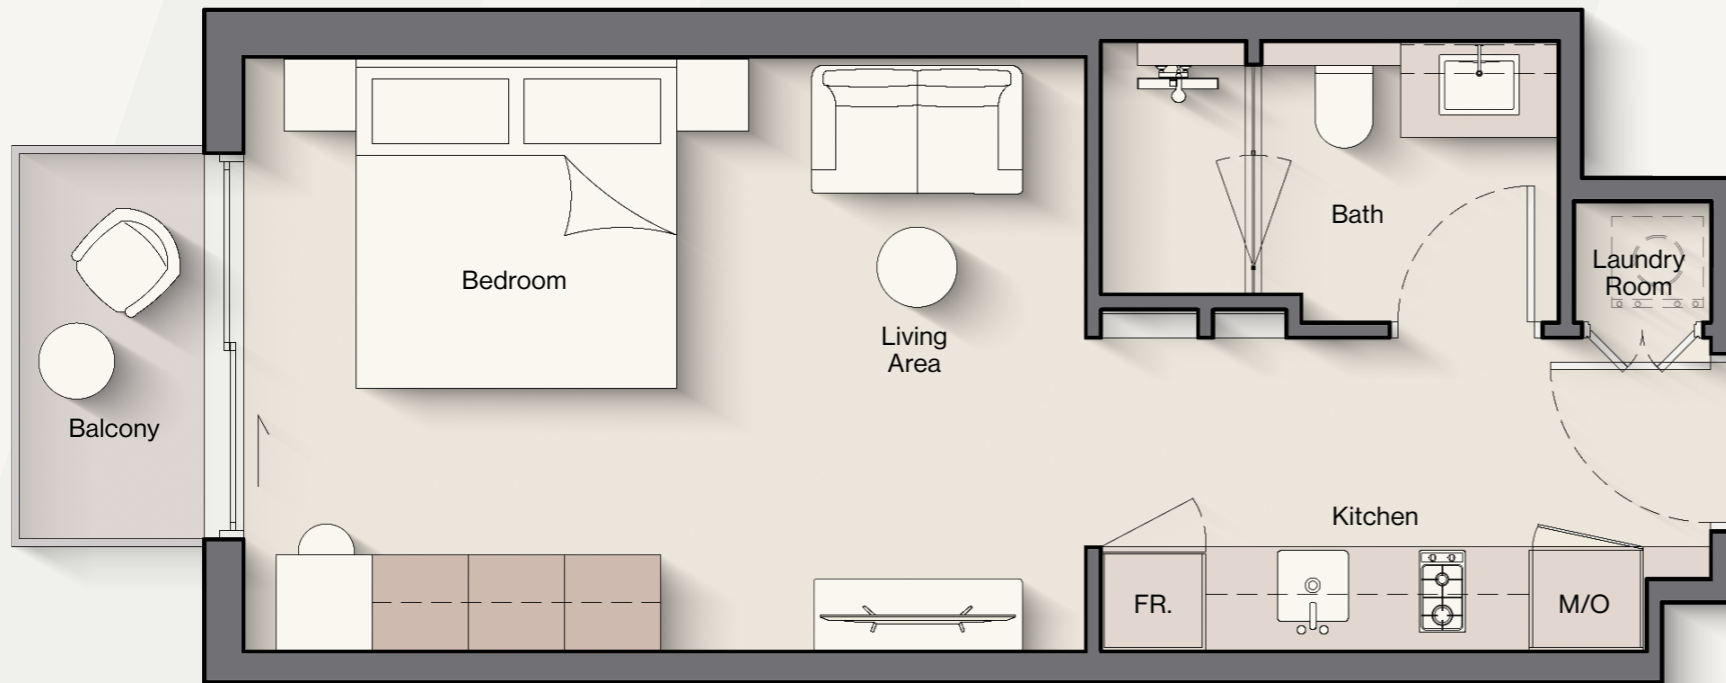 Bath
Laundry
Room
Bedroom
Living
Area
Balcony
Kitchen
FR.
M/O